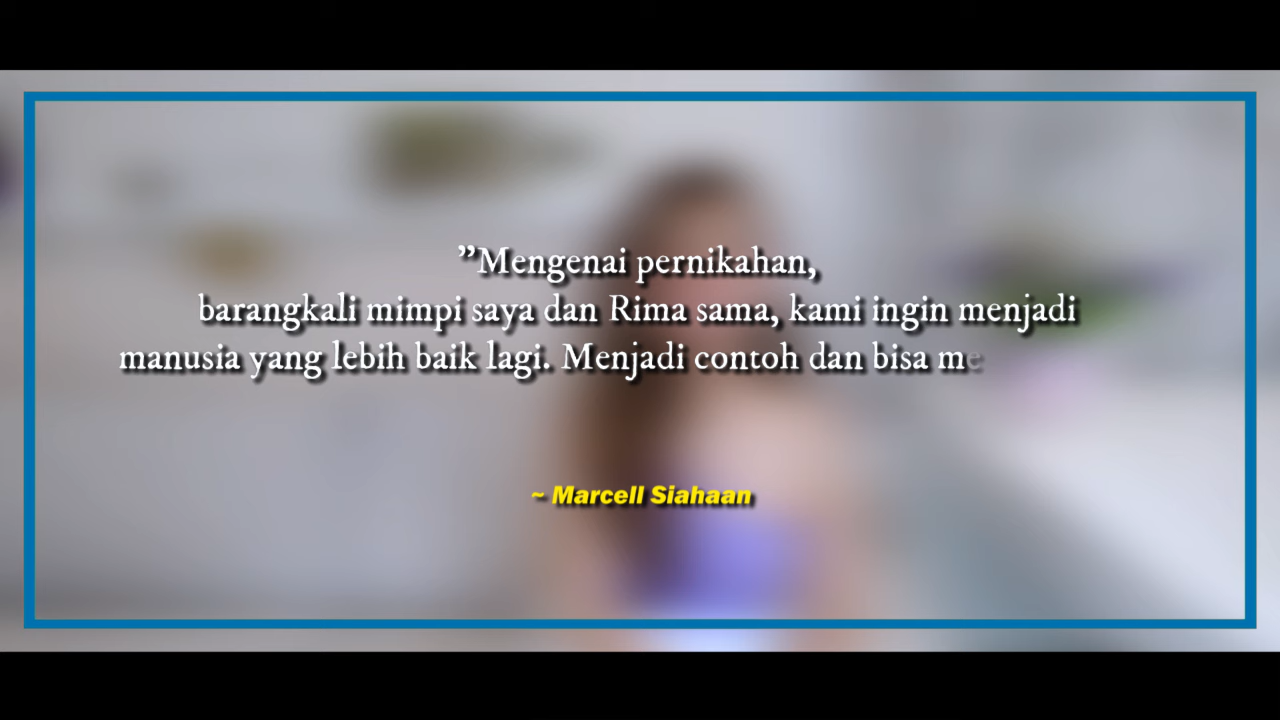 "Mengenai pernikahan,
barangkali mimpi saya dan Rima sama, kami ingin menjadi
manusia yang lebih baik lagi. Menjadi contoh dan bisa me
~ Marcell Siahaan